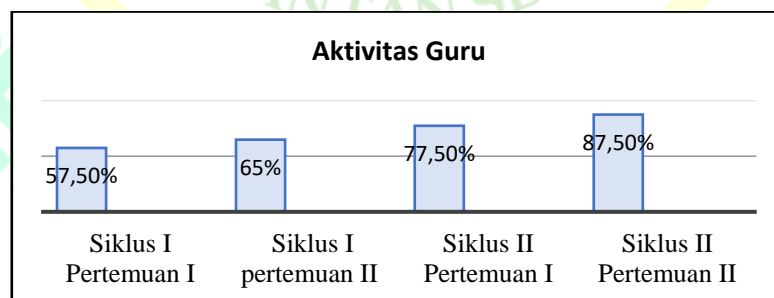 Aktivitas Guru
57,50%
65%
77,50%
87,50%
Siklus I
Pertemuan I
Siklus I
pertemuan II
Siklus II
Pertemuan I
Siklus II
Pertemuan II